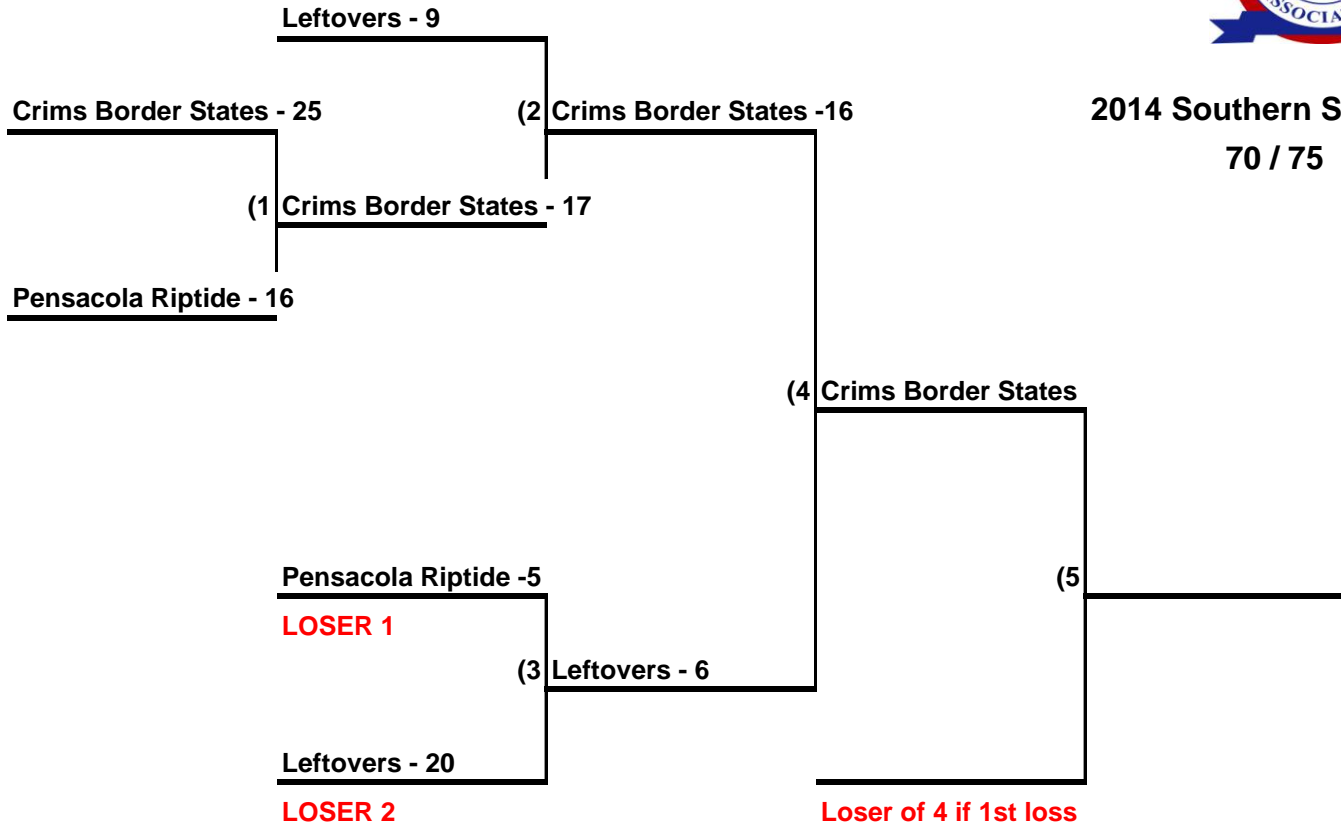 Leftovers - 9
Crims Border States - 25
(2 Crims Border States -16
2014 Southern S
70 / 75
(1 Crims Border States - 17
Pensacola Riptide - 16
(4 Crims Border States
Pensacola Riptide -5
(5
LOSER 1
(3 Leftovers - 6
Leftovers - 20
LOSER 2
Loser of 4 if 1st loss